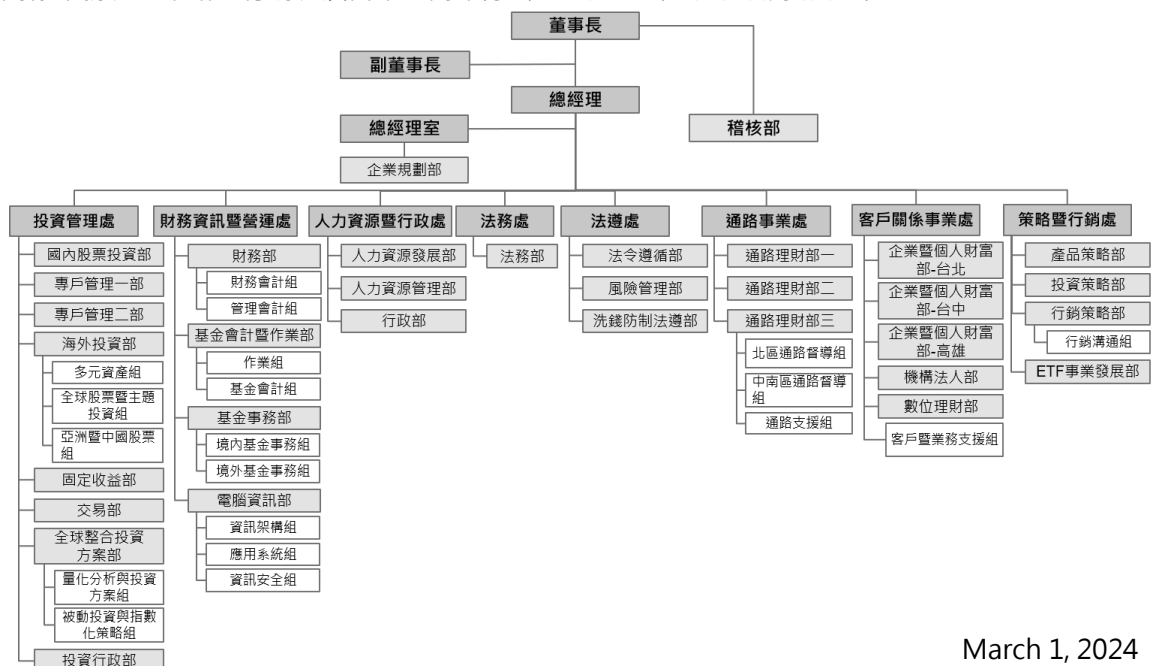 董事長
副董事長
總經理
總經理室
稽核部
企業規劃部
投資管理處
國內股票投資部
專戶管理一部
專戶管理二部
海外投資部
多元資產組
全球股票暨主題
投資組
亞洲暨中國股票
組
固定收益部
交易部
全球整合投資
方案部
量化分析與投資
方案組
被動投資與指數
化策略組
投資行政部
財務資訊暨營運處
財務部
財務會計組
管理會計組
基金會計暨作業部
作業組
基金會計組
基金事務部
境內基金事務組
境外基金事務組
電腦資訊部
資訊架構組
應用系統組
資訊安全組
人力資源暨行政處
人力資源發展部
人力資源管理部
行政部
法務處
法務部
法遵處
法令遵循部
風險管理部
洗錢防制法遵部
通路事業處
通路理財部一
通路理財部二
通路理財部三
北區通路督導組
中南區通路督導
組
通路支援組
客戶關係事業處
企業暨個人財富
部-台北
企業暨個人財富
部-台中
企業暨個人財富
部-高雄
機構法人部
數位理財部
客戶暨業務支援組
策略暨行銷處
產品策略部
投資策略部
行銷策略部
行銷溝通組
ETF事業發展部
March 1, 2024